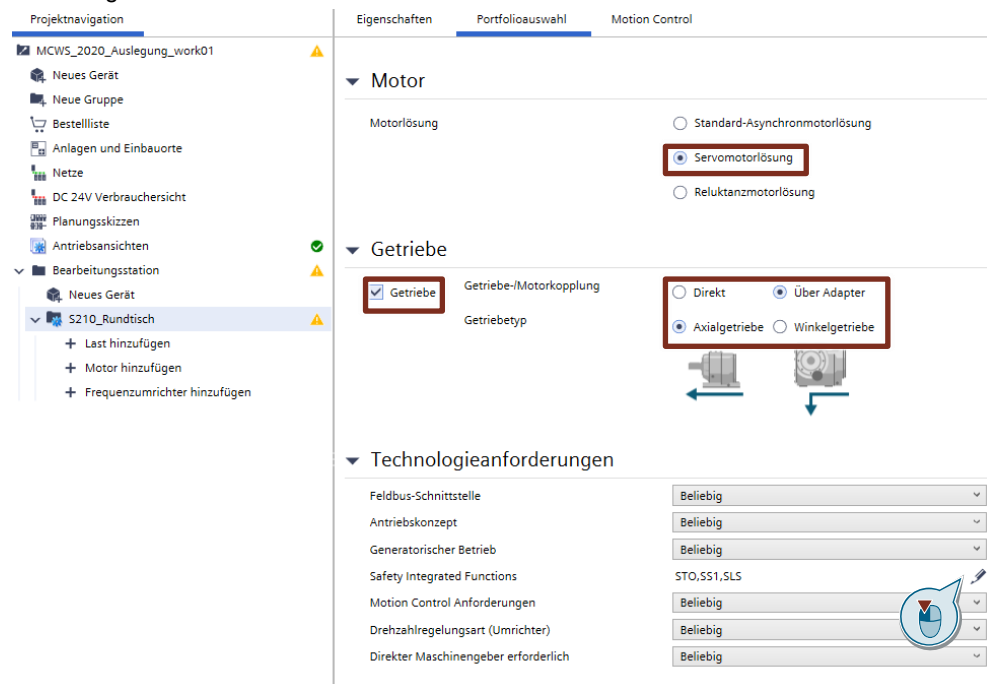 Projektnavigation
MCWS_2020_Auslegung_work01
Neues Gerät
Neue Gruppe
Bestellliste
Anlagen und Einbauorte
Netze
DC 24V Verbrauchersicht
Planungsskizzen
Antriebsansichten
Bearbeitungsstation
Neues Gerät
S210_Rundtisch
Last hinzufügen
Motor hinzufügen
Frequenzumrichter hinzufügen
Eigenschaften Portfolioauswahl Motion Control
Motor
Motorlösung
Standard-Asynchronmotorlösung
Servomotorlösung
Reluktanzmotorlösung
Getriebe
Getriebe Getriebe-/Motorkopplung Direkt Über Adapter
Getriebetyp Axialgetriebe Winkelgetriebe
Technologieanforderungen
Feldbus-Schnittstelle Beliebig
Antriebskonzept Beliebig
Generatorischer Betrieb Beliebig
Safety Integrated Functions STO,SS1,SLS
Motion Control Anforderungen Beliebig
Drehzahlregelungsart (Umrichter) Beliebig
Direkter Maschinengeber erforderlich Beliebig